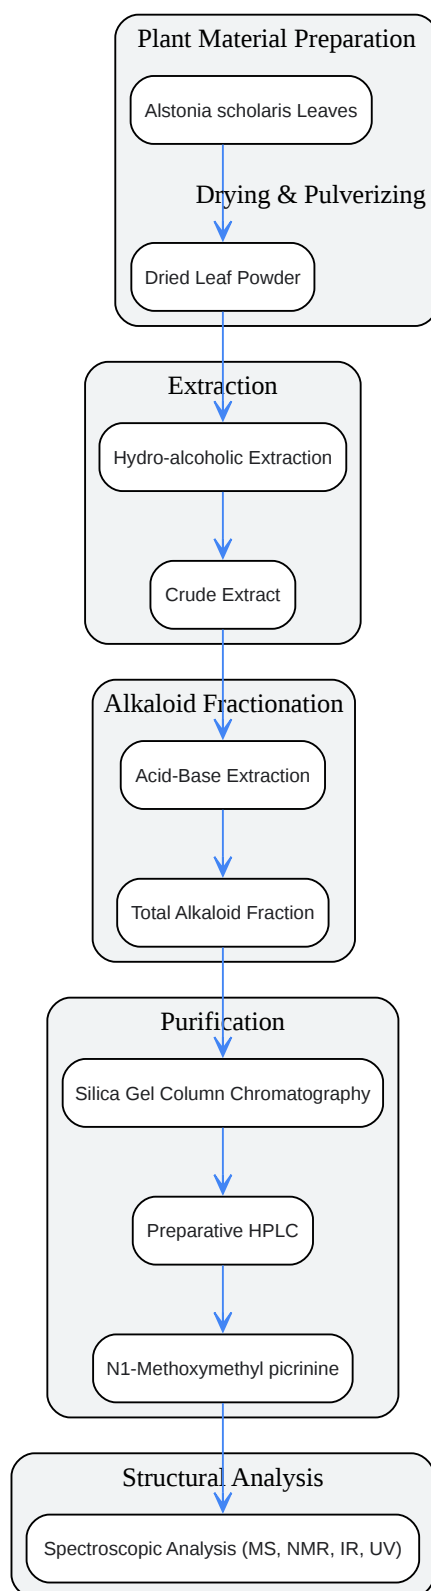 Plant Material Preparation
Alstonia scholaris Leaves
Drying & Pulverizing
Dried Leaf Powder
Extraction
Hydro-alcoholic Extraction
Crude Extract
Alkaloid Fractionation
Acid-Base Extraction
Total Alkaloid Fraction
Purification
Silica Gel Column Chromatography
Preparative HPLC
N1-Methoxymethyl picrinine
Structural Analysis
Spectroscopic Analysis (MS, NMR, IR, UV)